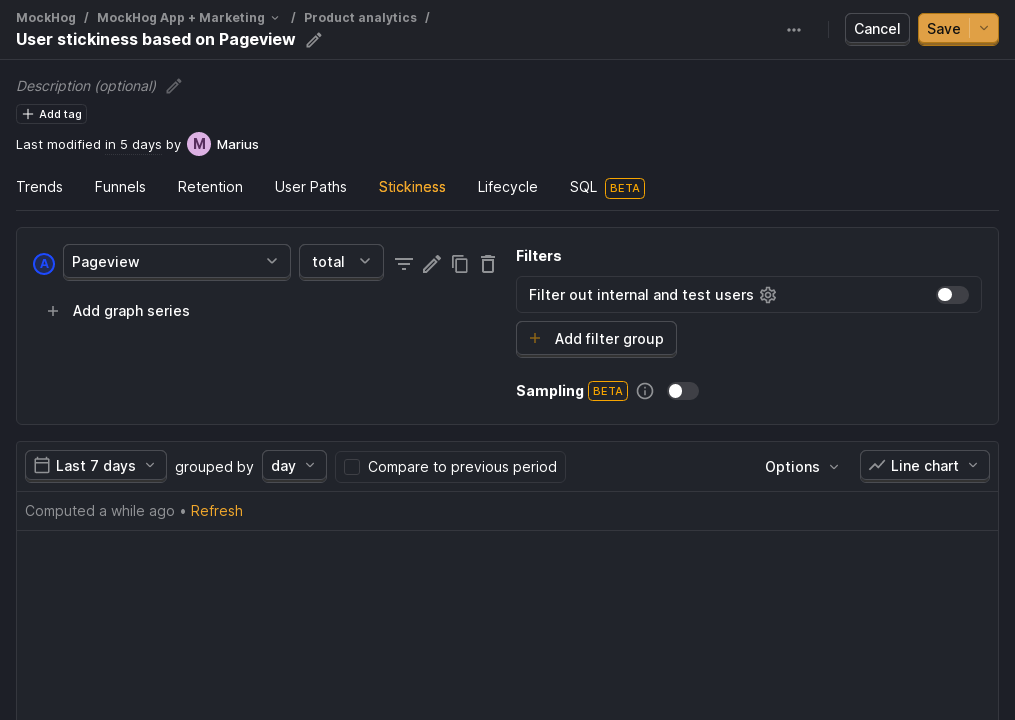 MockHog / MockHog App + Marketing / Product analytics /
User stickiness based on Pageview
Cancel
Save
Description (optional)
Add tag
Last modified in 5 days by M Marius
Trends Funnels Retention User Paths Stickiness Lifecycle SQL BETA
A Pageview total
Add graph series
Filters
Filter out internal and test users
Add filter group
Sampling BETA
Last 7 days grouped by day Compare to previous period Options Line chart
Computed a while ago • Refresh